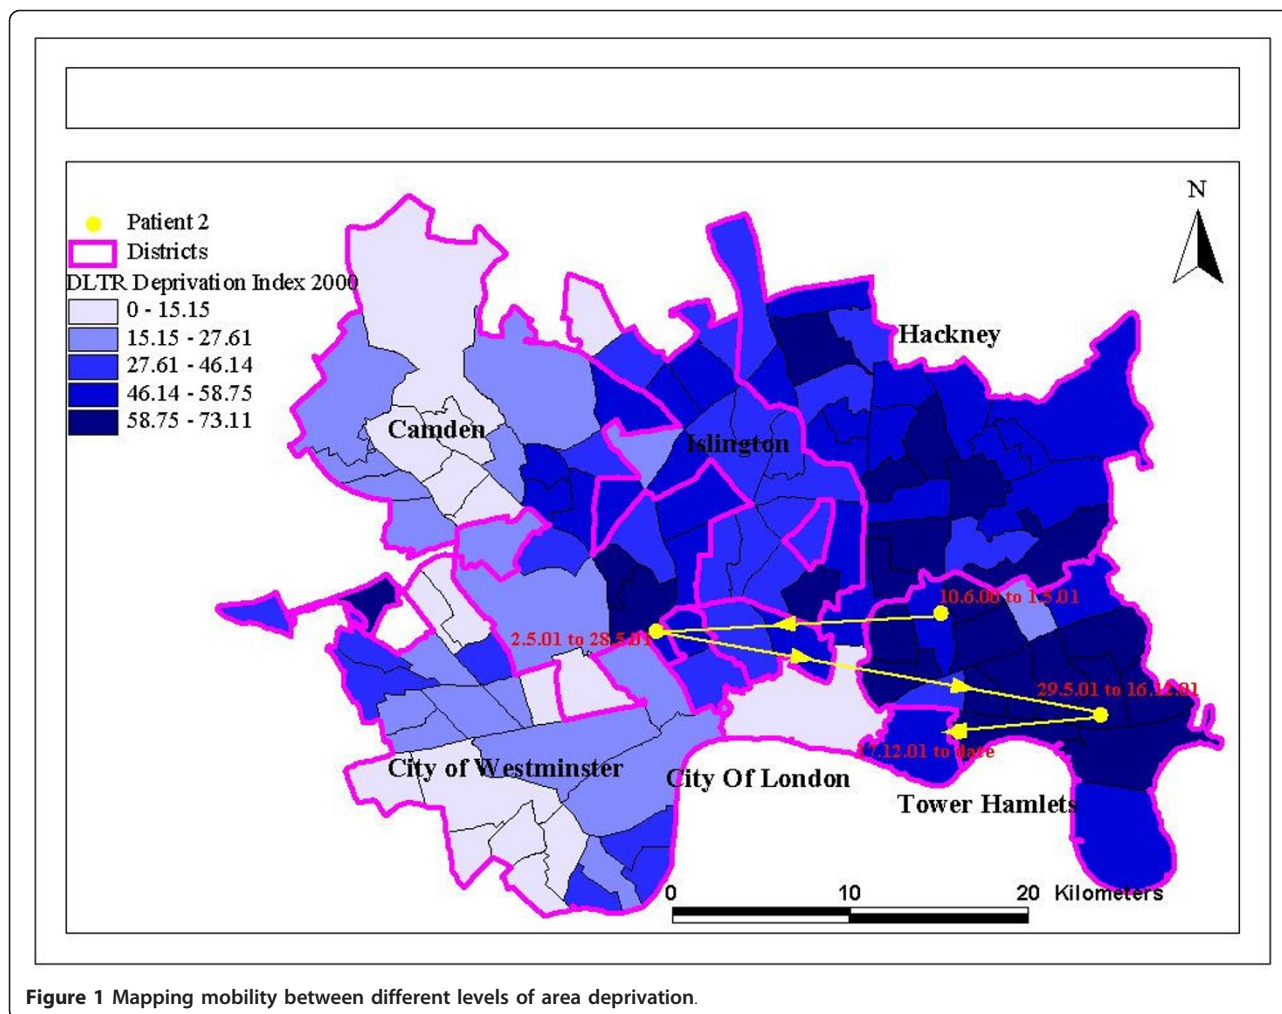 N
Patient 2
Districts
DLTR Deprivation Index 2000
0 - 15.15
15.15 - 27.61
27.61 - 46.14
46.14 - 58.75
58.75 - 73.11
Hackney
Camden
Islington
10.6.00 to 1.5.01
2.5.01 to 28.5.01
29.5.01 to 16.12.01
17.12.01 to date
City of Westminster
City Of London
Tower Hamlets
0 10 20 Kilometers
Figure 1 Mapping mobility between different levels of area deprivation.